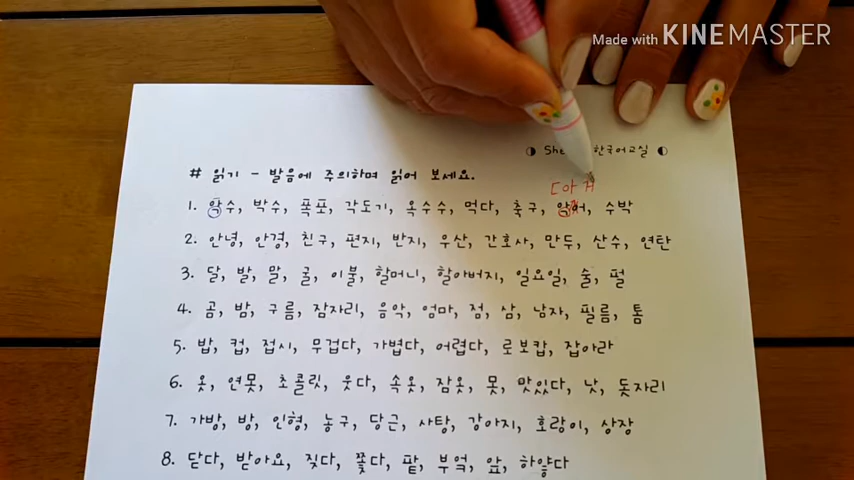 Made with KINEMASTER
한국어교실
# 읽기 - 발음에 주의하며 읽어 보세요.
[아 거
1. 악수, 박수, 폭포, 각도기, 옥수수, 먹다, 축구, 악어, 수박
2. 안녕, 안경, 친구, 편지, 반지, 우산, 간호사, 만두, 산수, 연탄
3. 달, 발, 말, 굴, 이불, 할머니, 할아버지, 일요일, 술, 펄
4. 곰, 밤, 구름, 잠자리, 음악, 엄마, 점, 삼, 남자, 필름, 톰
5. 밥, 컵, 접시, 무겁다, 가볍다, 어렵다, 로보캅, 잡아라
6. 옷, 연못, 초콜릿, 웃다, 속옷, 잠옷, 못, 맛있다, 낫, 돗자리
7. 가방, 방, 인형, 농구, 당근, 사탕, 강아지, 호랑이, 상장
8. 닫다, 받아요, 짖다, 쫓다, 팥, 부엌, 앞, 하얗다